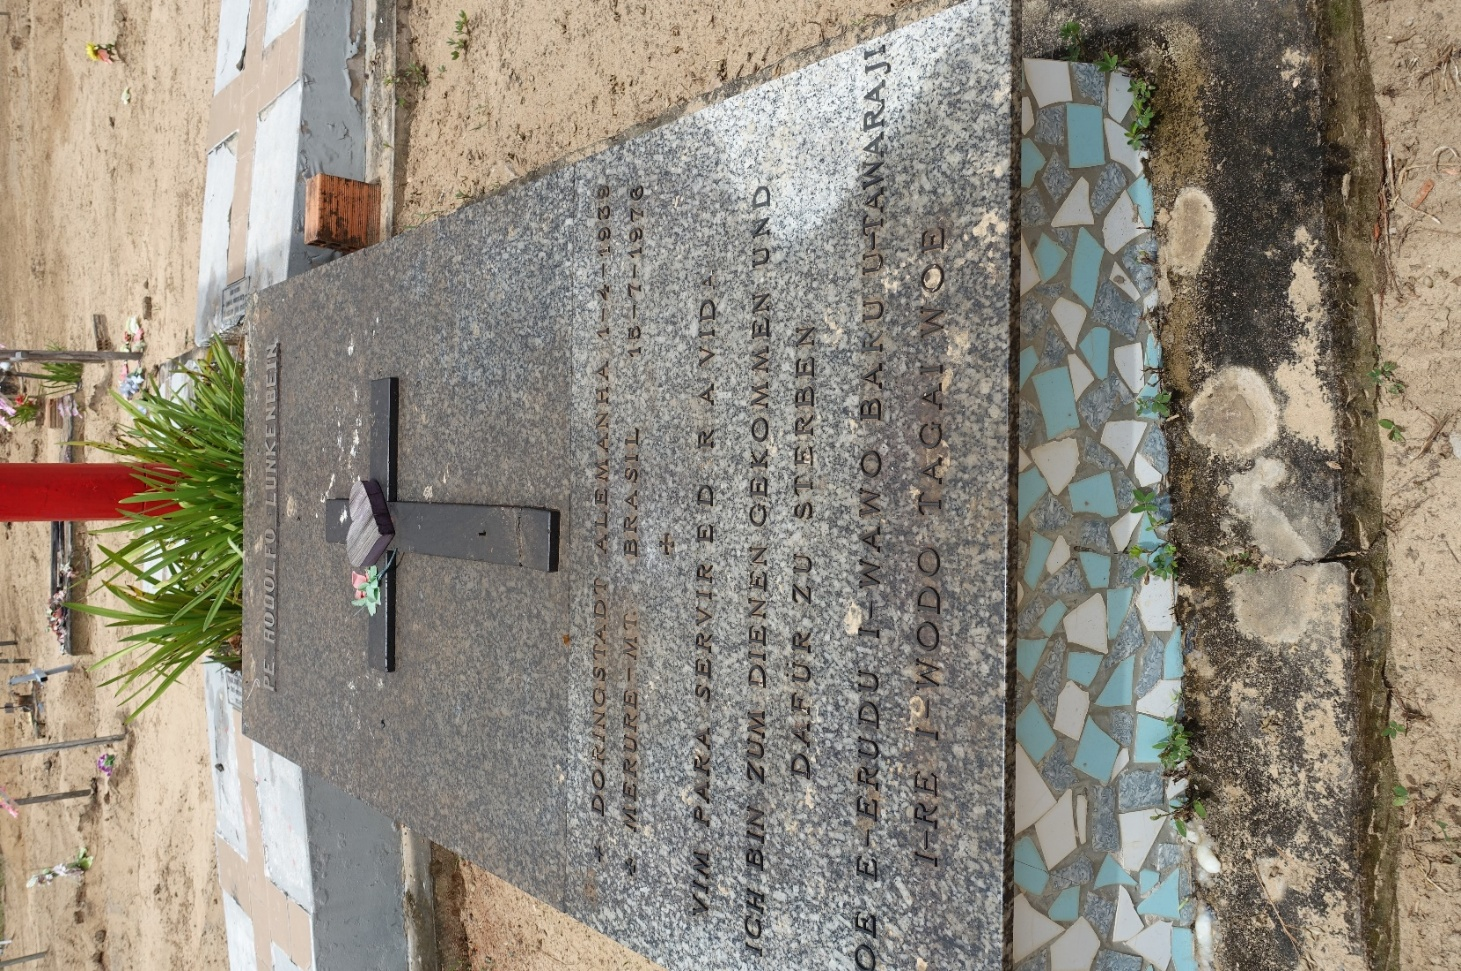 PE. RODOLFO LUNKENBEIN
* DORINGSTADT ALEMANHA 1-4-1939
+ MERURE-MT. BRASIL 15-7-1976
+
VIM PARA SERVIR E DAR A VIDA
ICH BIN ZUM DIENEN GEKOMMEN UND
DAFUR ZU STERBEN
OE E-ERUDU I-WAWO BARU U-TAWARAJI
I-RE I-WODO TAGAI WOE